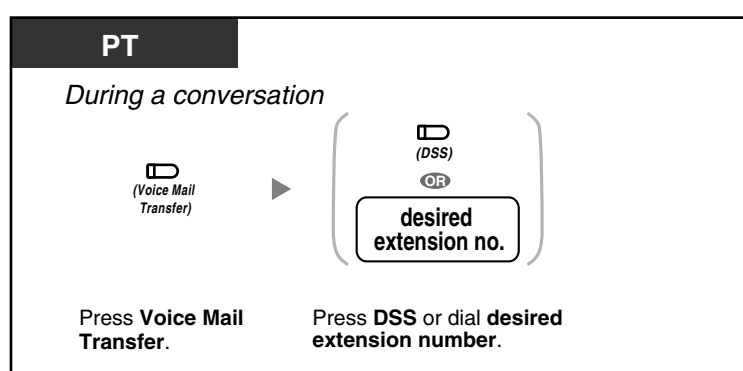 PT
During a conversation
(Voice Mail
Transfer)
(DSS)
OR
desired
extension no.
Press Voice Mail
Transfer.
Press DSS or dial desired
extension number.